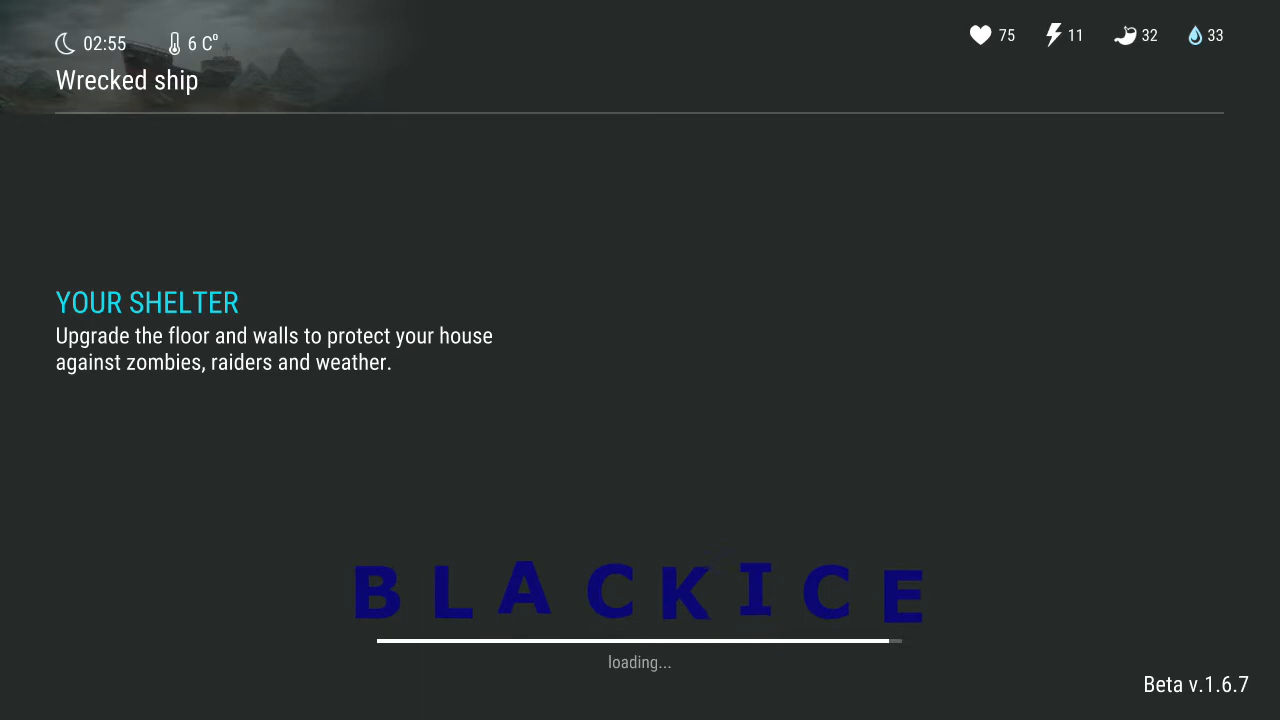 02:55 6 Cº 75 11 32 33
Wrecked ship
YOUR SHELTER
Upgrade the floor and walls to protect your house
against zombies, raiders and weather.
BLACKICE
loading...
Beta v.1.6.7